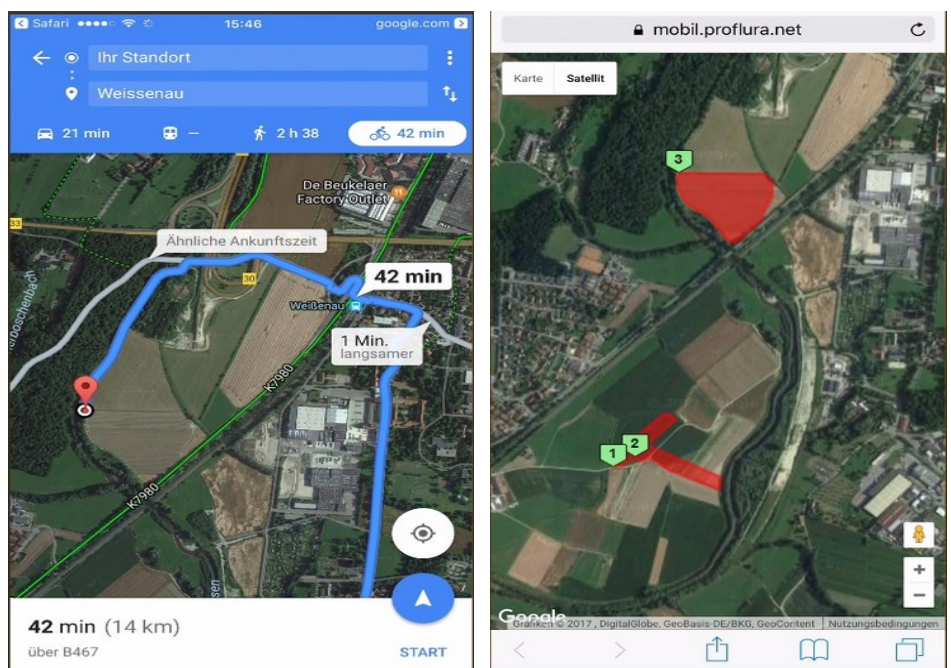 Safari
15:46
google.com
Ihr Standort
Weissenau
21 min
2 h 38
42 min
De Beukelaer
Factory Outlet
Ähnliche Ankunftszeit
30
42 min
Weißenau
1 Min.
langsamer
K7980
K7980
42 min (14 km)
über B467
START
mobil.proflura.net
Karte
Satellit
3
1
2
Google
Grafiken © 2017 , DigitalGlobe, GeoBasis-DE/BKG, GeoContent
Nutzungsbedingungen